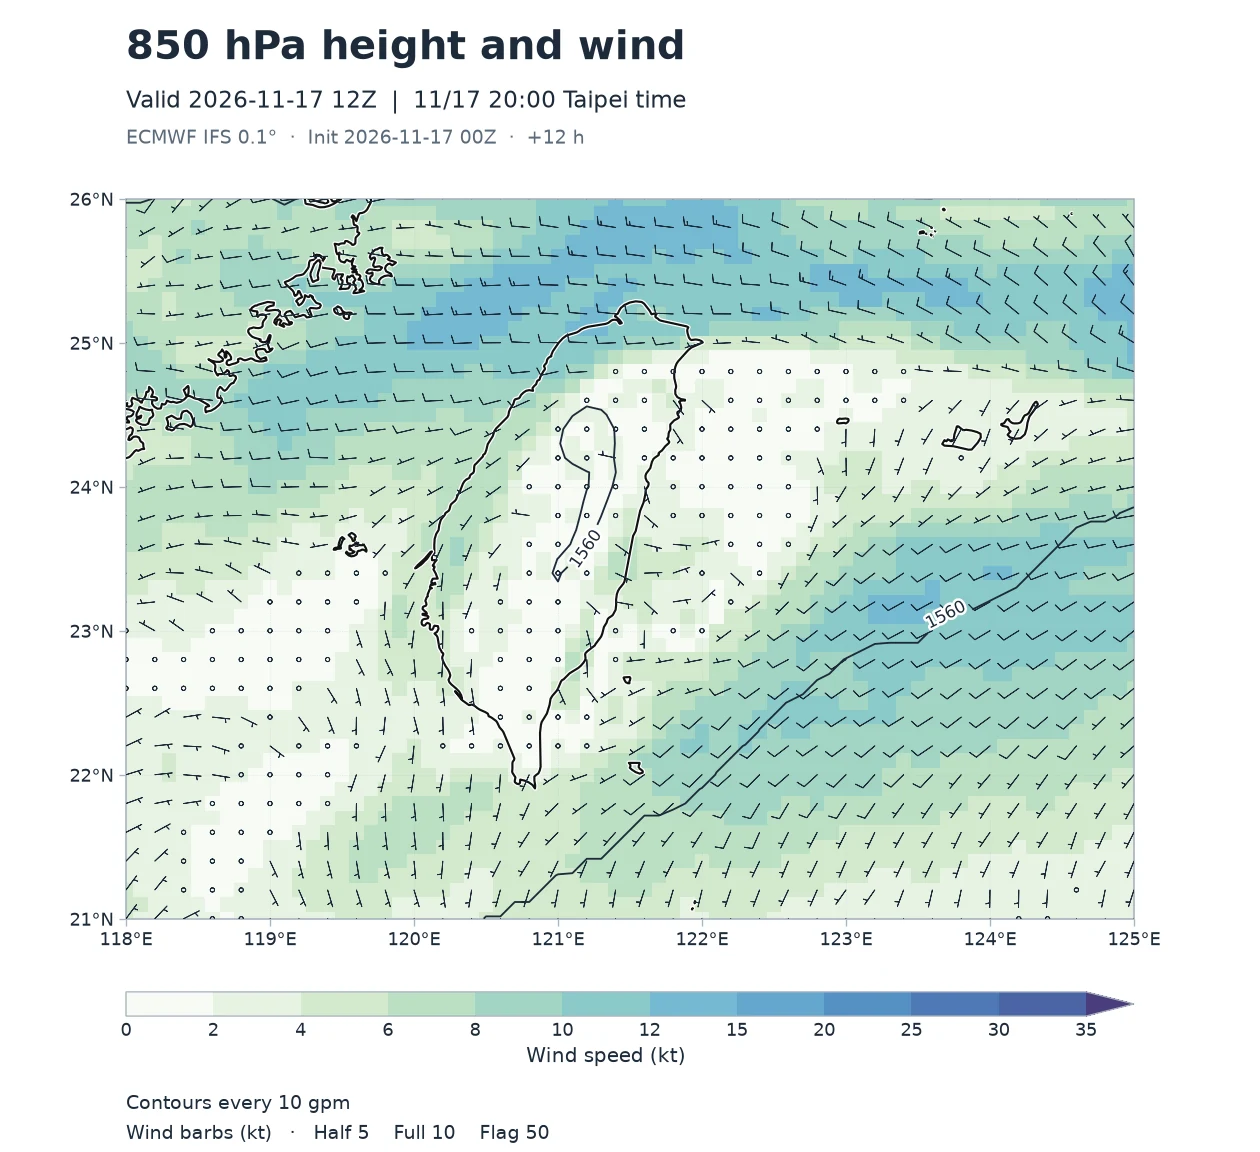 850 hPa height and wind
Valid 2026-11-17 12Z | 11/17 20:00 Taipei time
ECMWF IFS 0.1° · Init 2026-11-17 00Z · +12 h
26°N
25°N
24°N
23°N
22°N
21°N
1560
1560
118°E 119°E 120°E 121°E 122°E 123°E 124°E 125°E
0 2 4 6 8 10 12 15 20 25 30 35
Wind speed (kt)
Contours every 10 gpm
Wind barbs (kt) · Half 5 Full 10 Flag 50